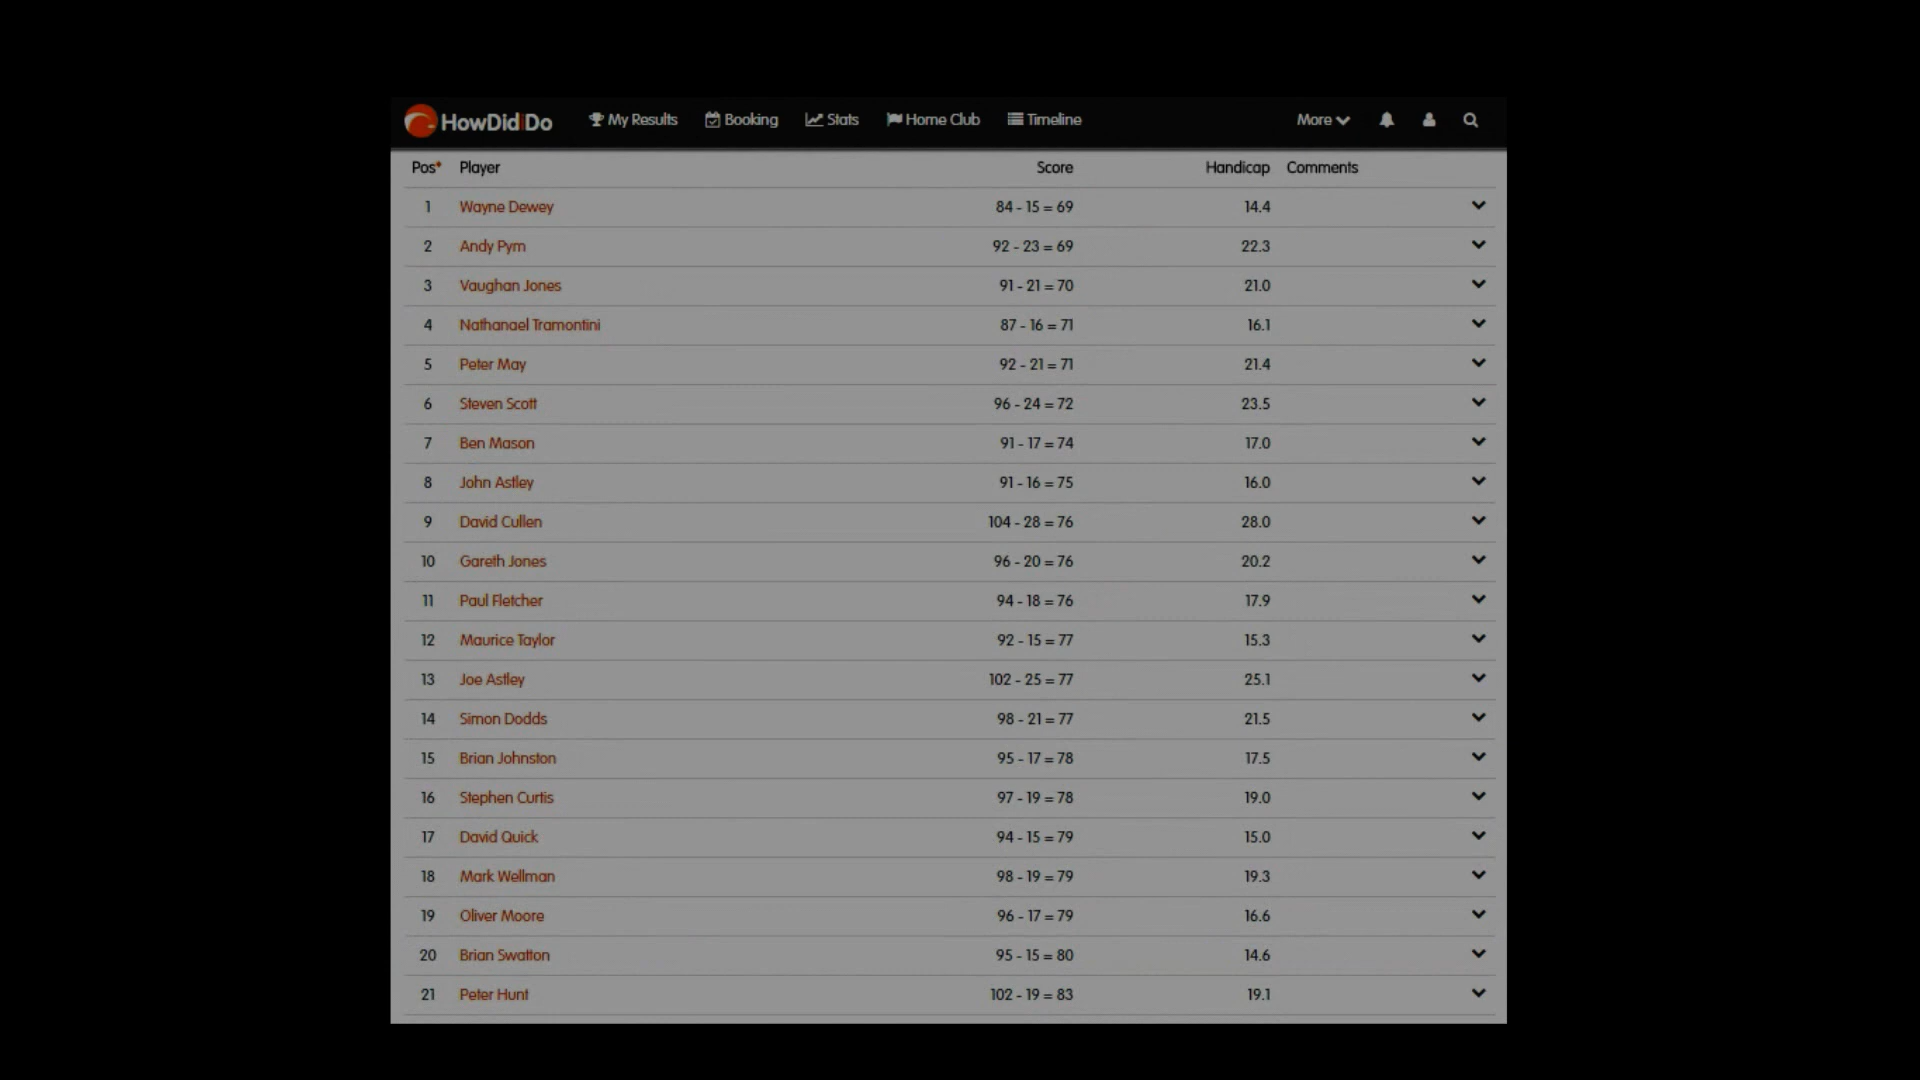 HowDidiDo My Results Booking Stats Home Club Timeline More
Pos Player Score Handicap Comments
1 Wayne Dewey 84 - 15 = 69 14.4
2 Andy Pym 92 - 23 = 69 22.3
3 Vaughan Jones 91 - 21 = 70 21.0
4 Nathanael Tramontini 87 - 16 = 71 16.1
5 Peter May 92 - 21 = 71 21.4
6 Steven Scott 96 - 24 = 72 23.5
7 Ben Mason 91 - 17 = 74 17.0
8 John Astley 91 - 16 = 75 16.0
9 David Cullen 104 - 28 = 76 28.0
10 Gareth Jones 96 - 20 = 76 20.2
11 Paul Fletcher 94 - 18 = 76 17.9
12 Maurice Taylor 92 - 15 = 77 15.3
13 Joe Astley 102 - 25 = 77 25.1
14 Simon Dodds 98 - 21 = 77 21.5
15 Brian Johnston 95 - 17 = 78 17.5
16 Stephen Curtis 97 - 19 = 78 19.0
17 David Quick 94 - 15 = 79 15.0
18 Mark Wellman 98 - 19 = 79 19.3
19 Oliver Moore 96 - 17 = 79 16.6
20 Brian Swatton 95 - 15 = 80 14.6
21 Peter Hunt 102 - 19 = 83 19.1